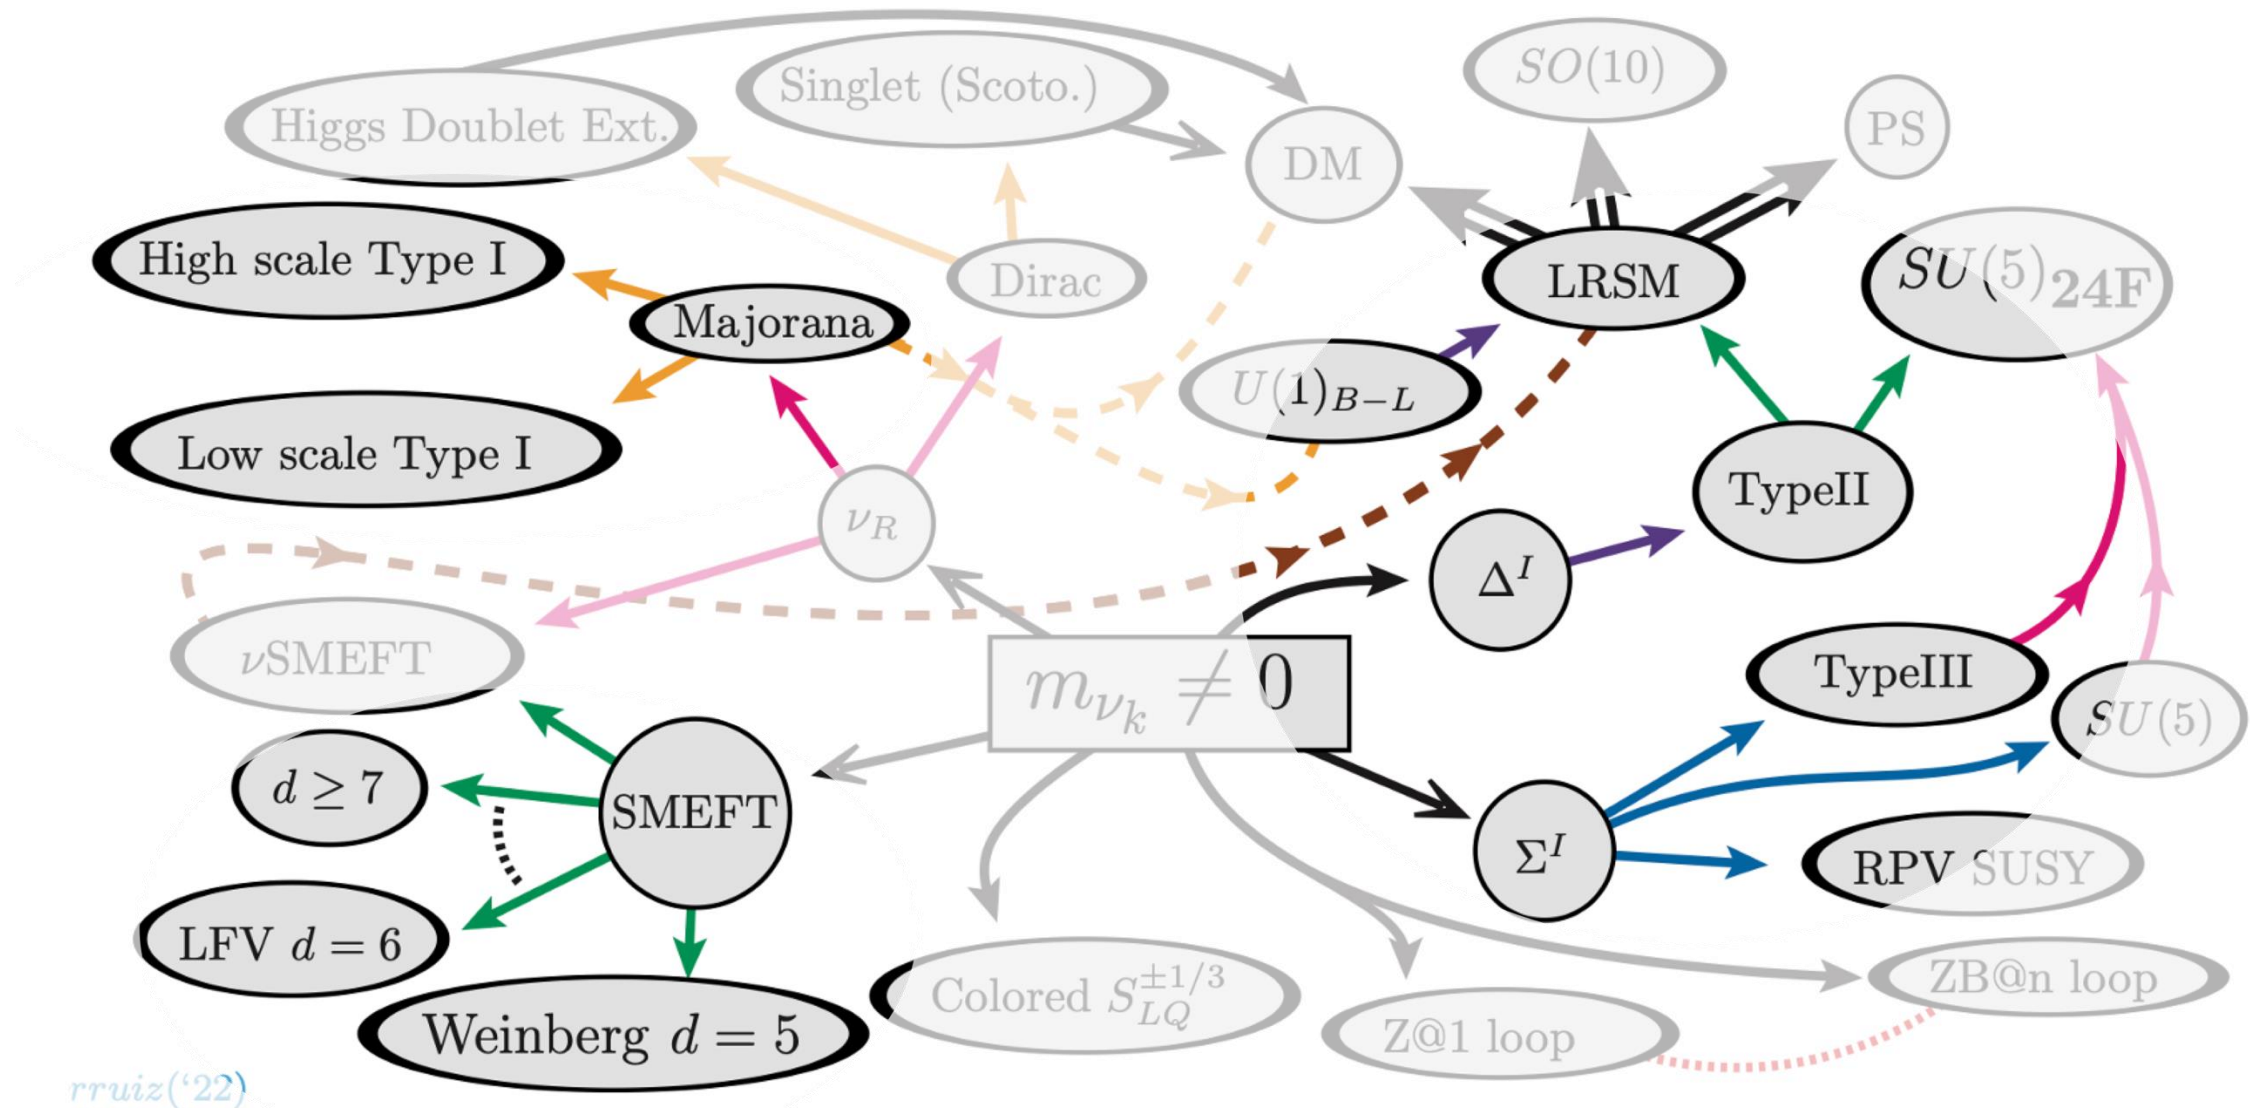 Higgs Doublet Ext.
Singlet (Scoto.)
SO(10)
PS
DM
High scale Type I
Majorana
Dirac
LRSM
SU(5)₂₄F
U(1)B−L
Low scale Type I
TypeII
νR
Δᴵ
νSMEFT
mνk ≠ 0
TypeIII
SU(5)
d ≥ 7
SMEFT
Σᴵ
RPV SUSY
LFV d = 6
Weinberg d = 5
Colored S±1/3 LQ
Z@1 loop
ZB@n loop
rruiz(‘22)